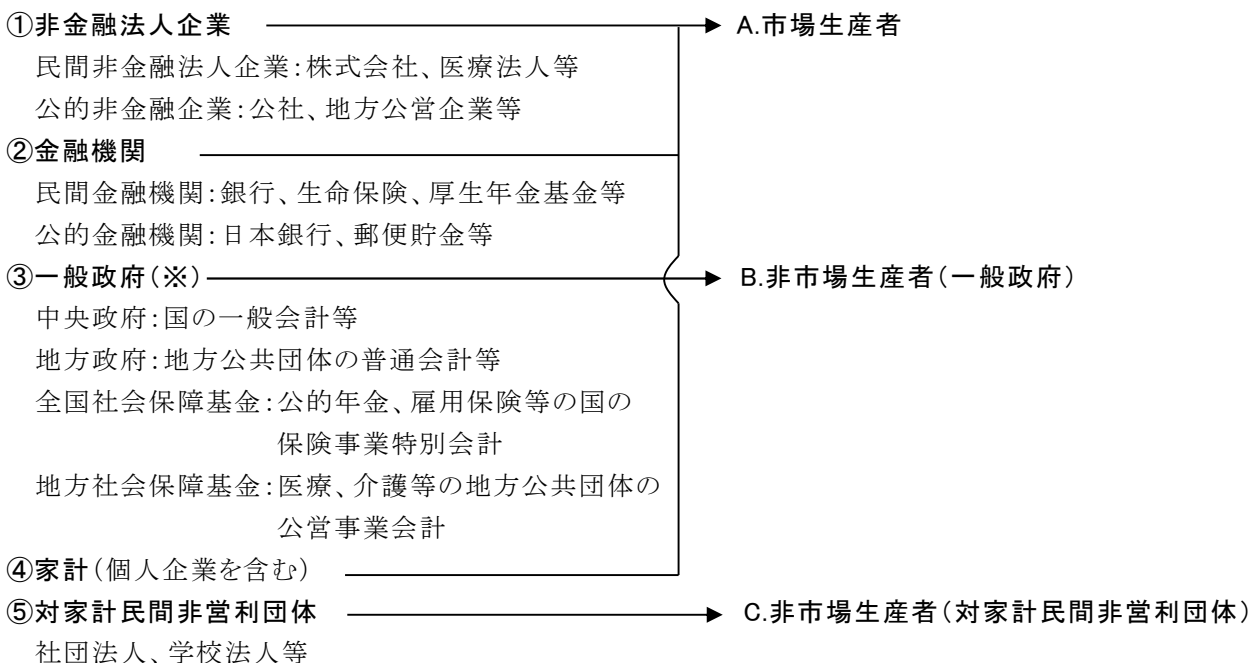 ①非金融法人企業 A.市場生産者
民間非金融法人企業:株式会社、医療法人等
公的非金融企業:公社、地方公営企業等
②金融機関
民間金融機関:銀行、生命保険、厚生年金基金等
公的金融機関:日本銀行、郵便貯金等
③一般政府(※) B.非市場生産者(一般政府)
中央政府:国の一般会計等
地方政府:地方公共団体の普通会計等
全国社会保障基金:公的年金、雇用保険等の国の
保険事業特別会計
地方社会保障基金:医療、介護等の地方公共団体の
公営事業会計
④家計(個人企業を含む)
⑤対家計民間非営利団体 C.非市場生産者(対家計民間非営利団体)
社団法人、学校法人等